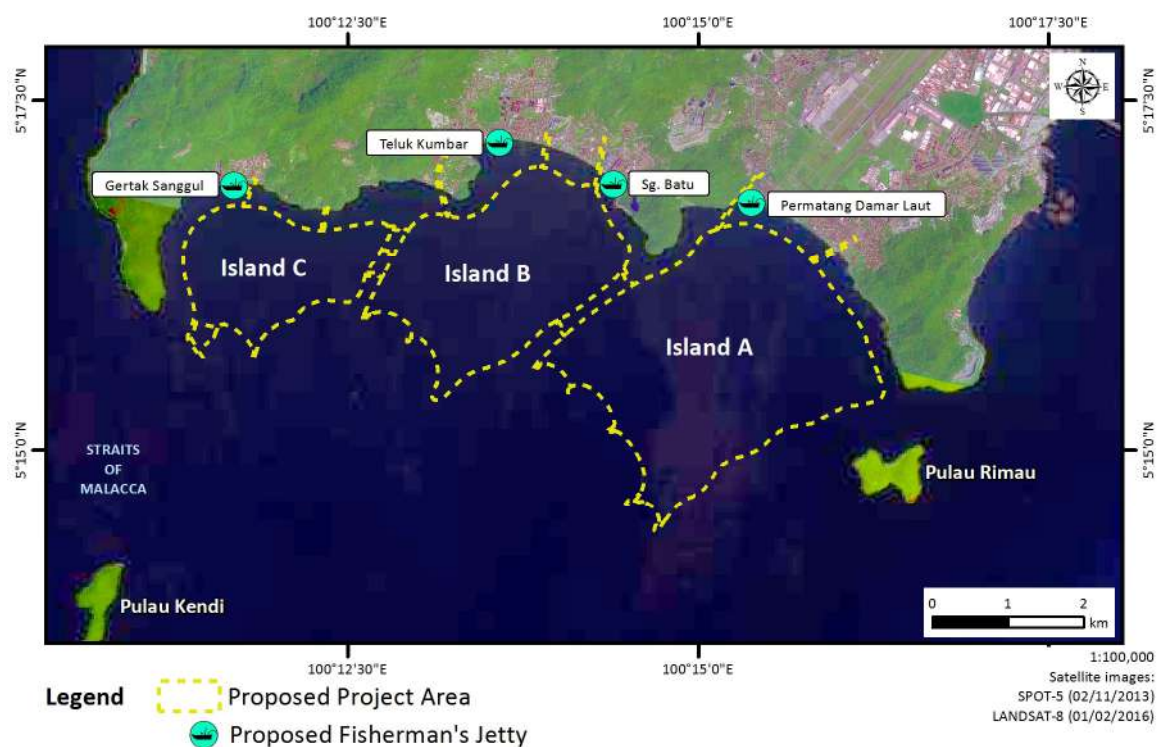 100°12'30"E
100°15'0"E
100°17'30"E
5°17'30"N
5°17'30"N
N
W E
S
Teluk Kumbar
Gertak Sanggul
Sg. Batu
Permatang Damar Laut
Island C
Island B
Island A
5°15'0"N
5°15'0"N
STRAITS
OF
MALACCA
Pulau Rimau
Pulau Kendi
0 1 2
km
100°12'30"E
100°15'0"E
1:100,000
Satellite images:
SPOT-5 (02/11/2013)
LANDSAT-8 (01/02/2016)
Legend
Proposed Project Area
Proposed Fisherman's Jetty